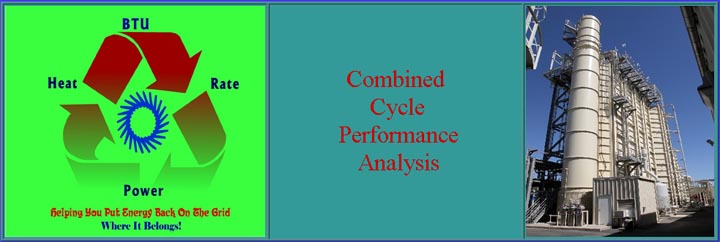 BTU
Heat
Rate
Power
Helping You Put Energy Back On The Grid
Where It Belongs!
Combined
Cycle
Performance
Analysis